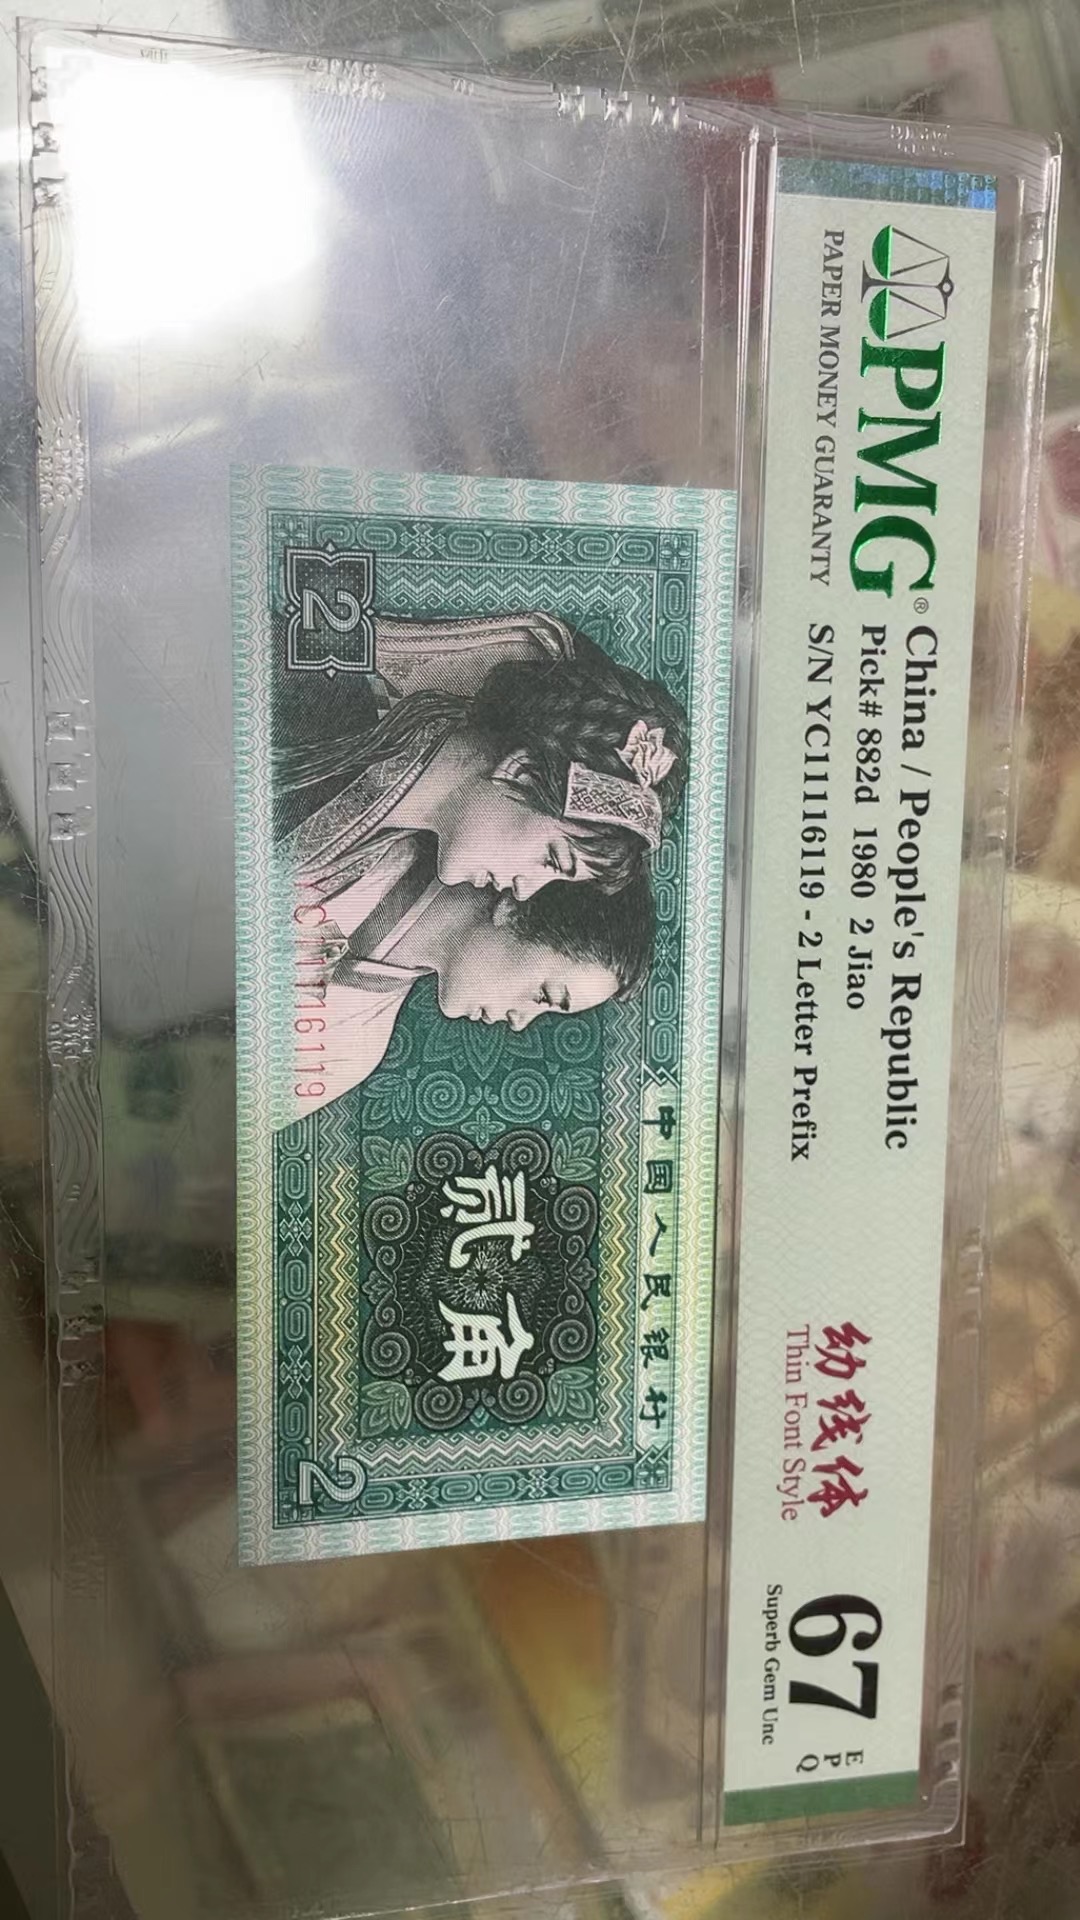 PMG®
PAPER MONEY GUARANTY
China / People's Republic
Pick# 882d 1980 2 Jiao
S/N YC11116119 - 2 Letter Prefix
幼线体
Thin Font Style
67
EPQ
Superb Gem Unc
中国人民银行
贰角
YC11116119
2
2